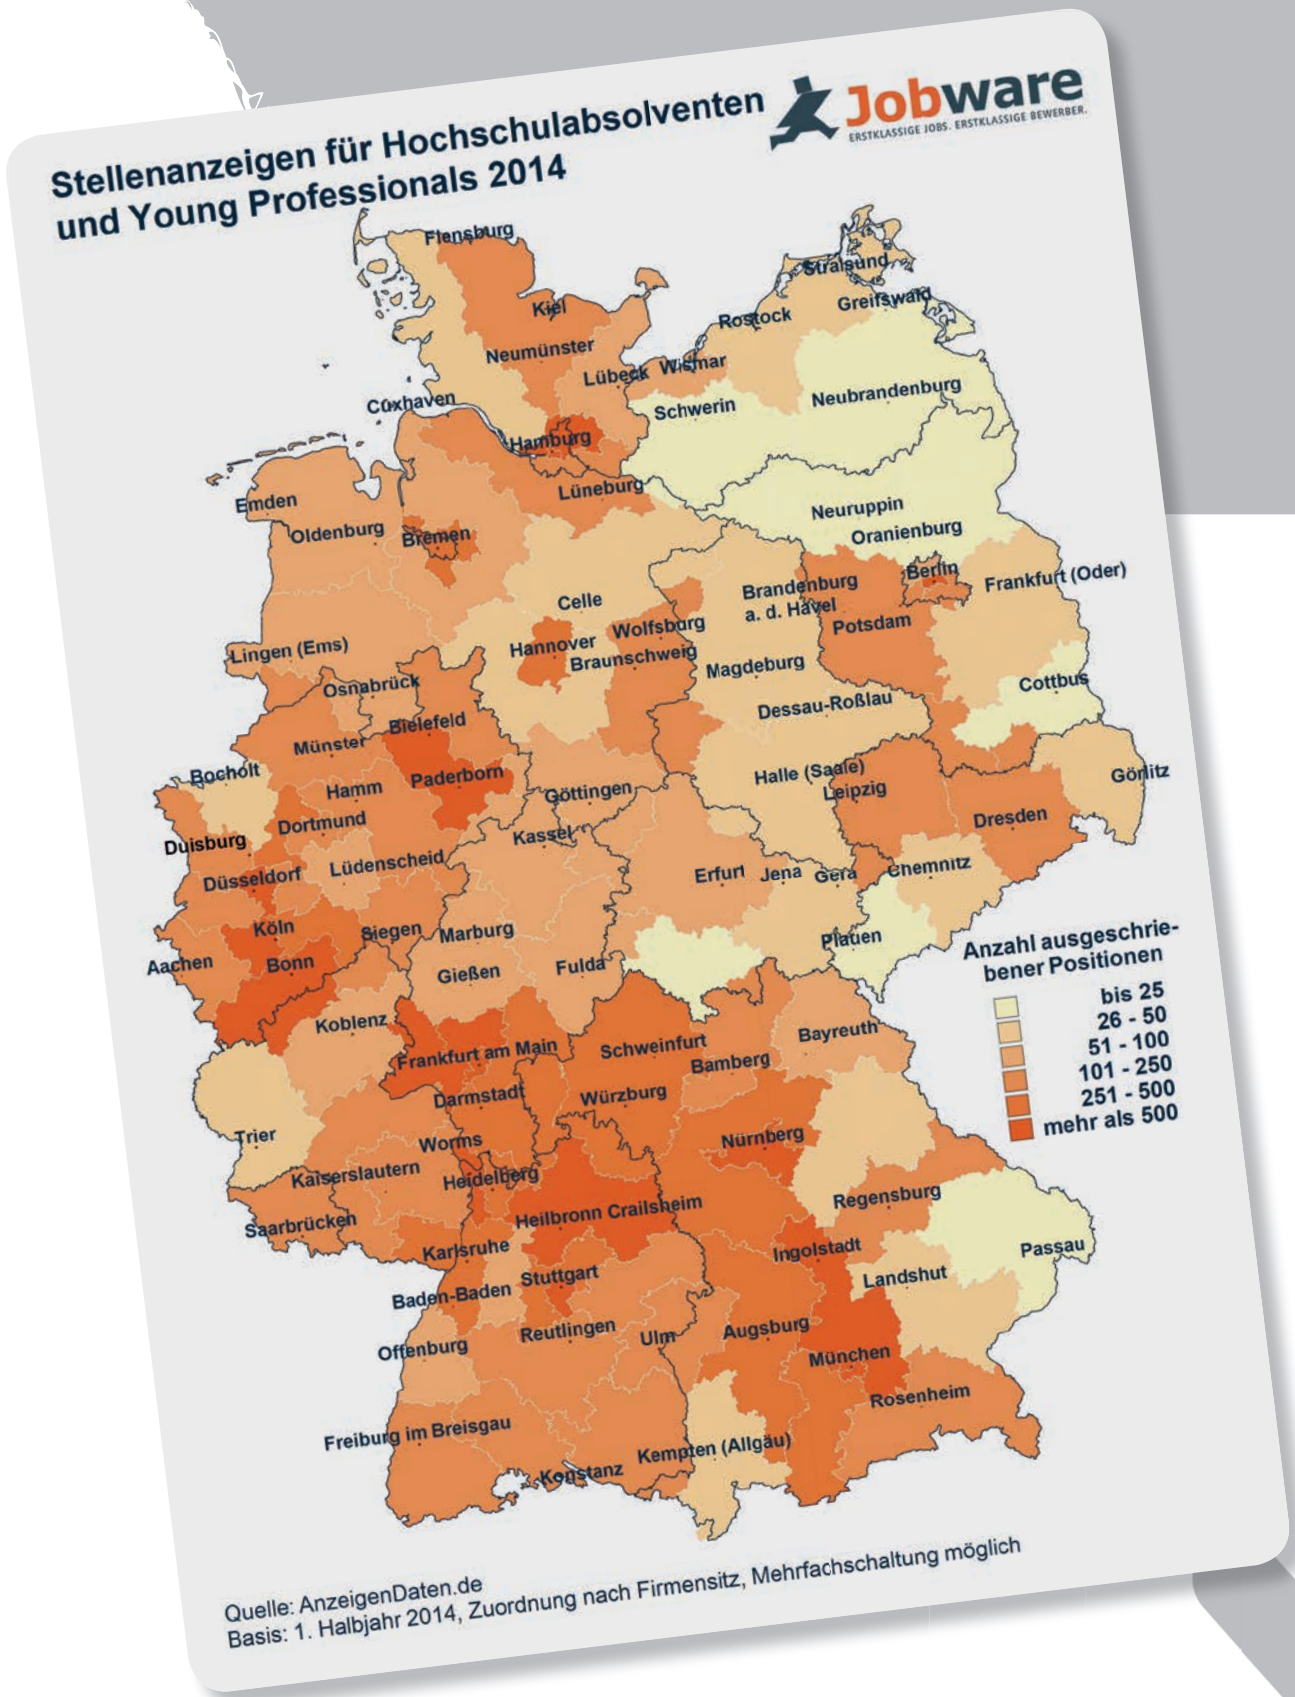 Stellenanzeigen für Hochschulabsolventen
und Young Professionals 2014
Jobware
ERSTKLASSIGE JOBS. ERSTKLASSIGE BEWERBER.
Flensburg
Stralsund
Kiel
Greifswald
Rostock
Neumünster
Lübeck
Wismar
Cuxhaven
Schwerin
Neubrandenburg
Hamburg
Lüneburg
Emden
Neuruppin
Oldenburg
Bremen
Oranienburg
Berlin
Frankfurt (Oder)
Celle
Brandenburg
a. d. Havel
Lingen (Ems)
Hannover
Wolfsburg
Potsdam
Braunschweig
Magdeburg
Osnabrück
Cottbus
Bielefeld
Dessau-Roßlau
Münster
Bocholt
Paderborn
Halle (Saale)
Görlitz
Hamm
Göttingen
Leipzig
Dortmund
Dresden
Duisburg
Kassel
Lüdenscheid
Düsseldorf
Erfurt
Jena
Gera
Chemnitz
Köln
Siegen
Marburg
Plauen
Aachen
Bonn
Gießen
Fulda
Anzahl ausgeschrie-
bener Positionen
bis 25
26 - 50
51 - 100
101 - 250
251 - 500
mehr als 500
Koblenz
Frankfurt am Main
Schweinfurt
Bayreuth
Bamberg
Darmstadt
Würzburg
Trier
Worms
Nürnberg
Kaiserslautern
Heidelberg
Regensburg
Saarbrücken
Heilbronn
Crailsheim
Karlsruhe
Ingolstadt
Passau
Baden-Baden
Stuttgart
Landshut
Offenburg
Reutlingen
Ulm
Augsburg
München
Rosenheim
Freiburg im Breisgau
Konstanz
Kempten (Allgäu)
Quelle: AnzeigenDaten.de
Basis: 1. Halbjahr 2014, Zuordnung nach Firmensitz, Mehrfachschaltung möglich